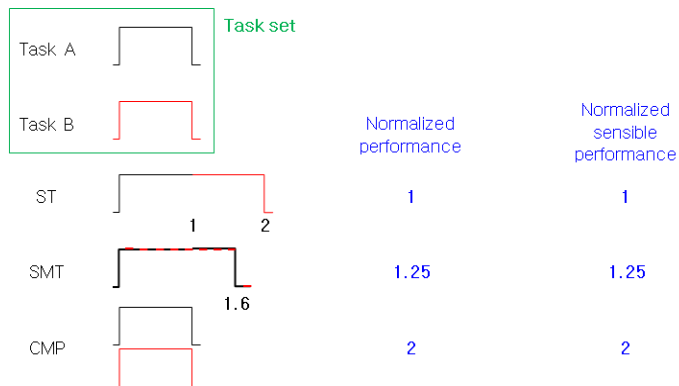 Task set
Task A
Task B
Normalized
performance
Normalized
sensible
performance
ST
1
2
1
1
SMT
1.6
1.25
1.25
CMP
2
2